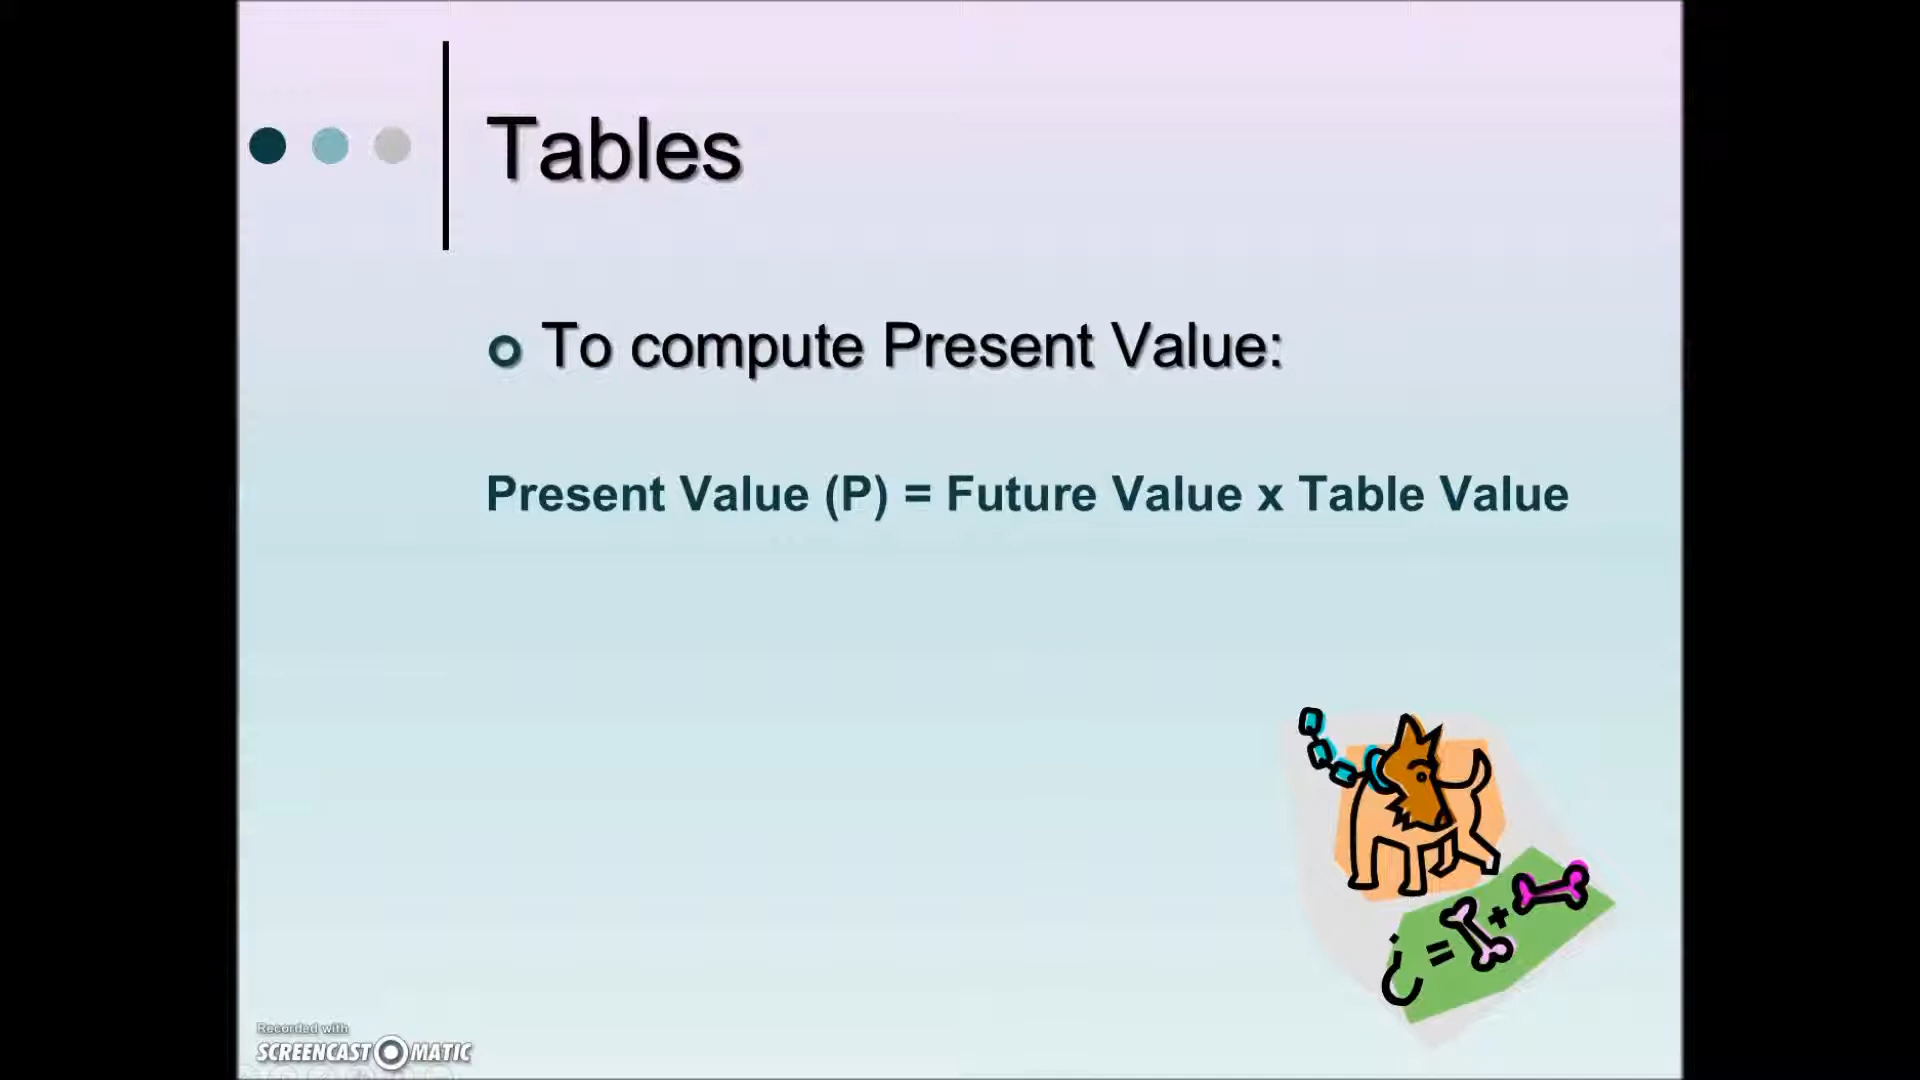 Tables
To compute Present Value:
Present Value (P) = Future Value x Table Value
¿ = +
Recorded with
SCREENCAST MATIC